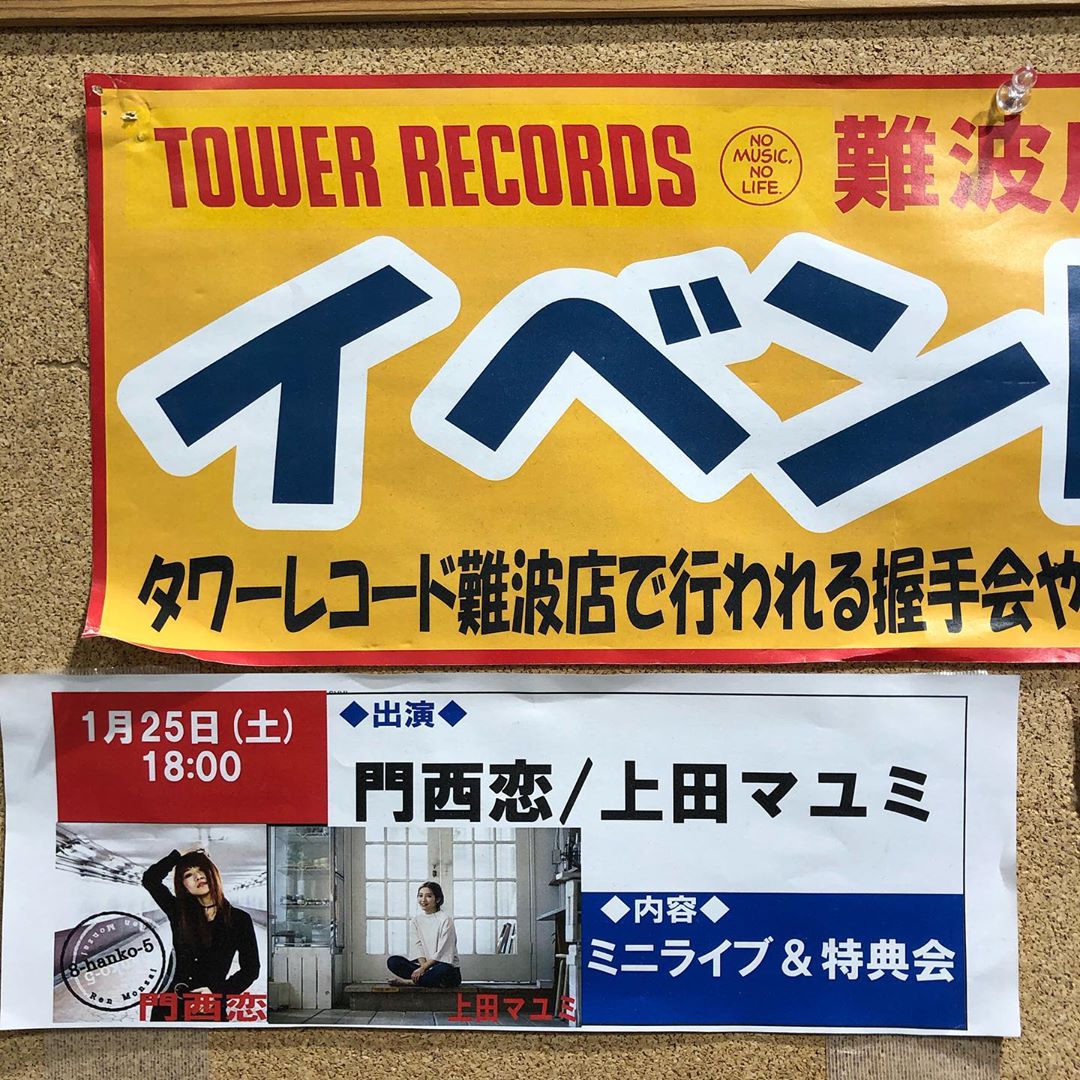 TOWER RECORDS
NO
MUSIC,
NO
LIFE.
難波
イベン
タワーレコード難波店で行われる握手会や
1月25日(土)
18:00
◆出演◆
門西恋/上田マユミ
8-hanko-5
Ren Monzai
門西恋
上田マユミ
◆内容◆
ミニライブ&特典会